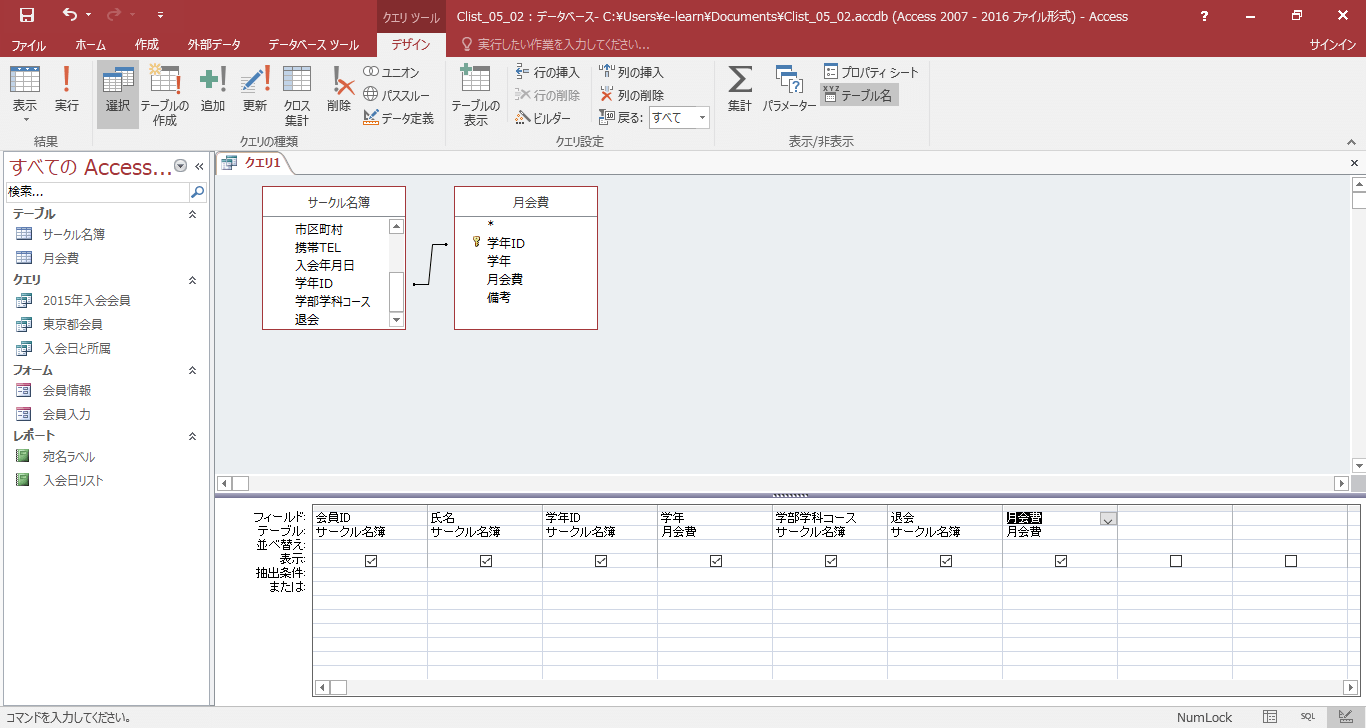 クエリ ツール
Clist_05_02 : データベース- C:¥Users¥e-learn¥Documents¥Clist_05_02.accdb (Access 2007 - 2016 ファイル形式) - Access
?
ファイル ホーム 作成 外部データ データベース ツール デザイン 実行したい作業を入力してください... サインイン
表示 実行
結果
選択 テーブルの作成 追加 更新 クロス集計 削除
ユニオン
パススルー
データ定義
クエリの種類
テーブルの表示
行の挿入
行の削除
ビルダー
列の挿入
列の削除
戻る: すべて
クエリ設定
集計 パラメーター
プロパティ シート
XYZ テーブル名
表示/非表示
すべての Access... «
検索...
テーブル
サークル名簿
月会費
クエリ
2015年入会会員
東京都会員
入会日と所属
フォーム
会員情報
会員入力
レポート
宛名ラベル
入会日リスト
クエリ1
サークル名簿
市区町村
携帯TEL
入会年月日
学年ID
学部学科コース
退会
月会費
*
学年ID
学年
月会費
備考
フィールド: 会員ID 氏名 学年ID 学年 学部学科コース 退会 月会費
テーブル: サークル名簿 サークル名簿 サークル名簿 月会費 サークル名簿 サークル名簿 月会費
並べ替え:
表示:
抽出条件:
または:
コマンドを入力してください。 NumLock SQL